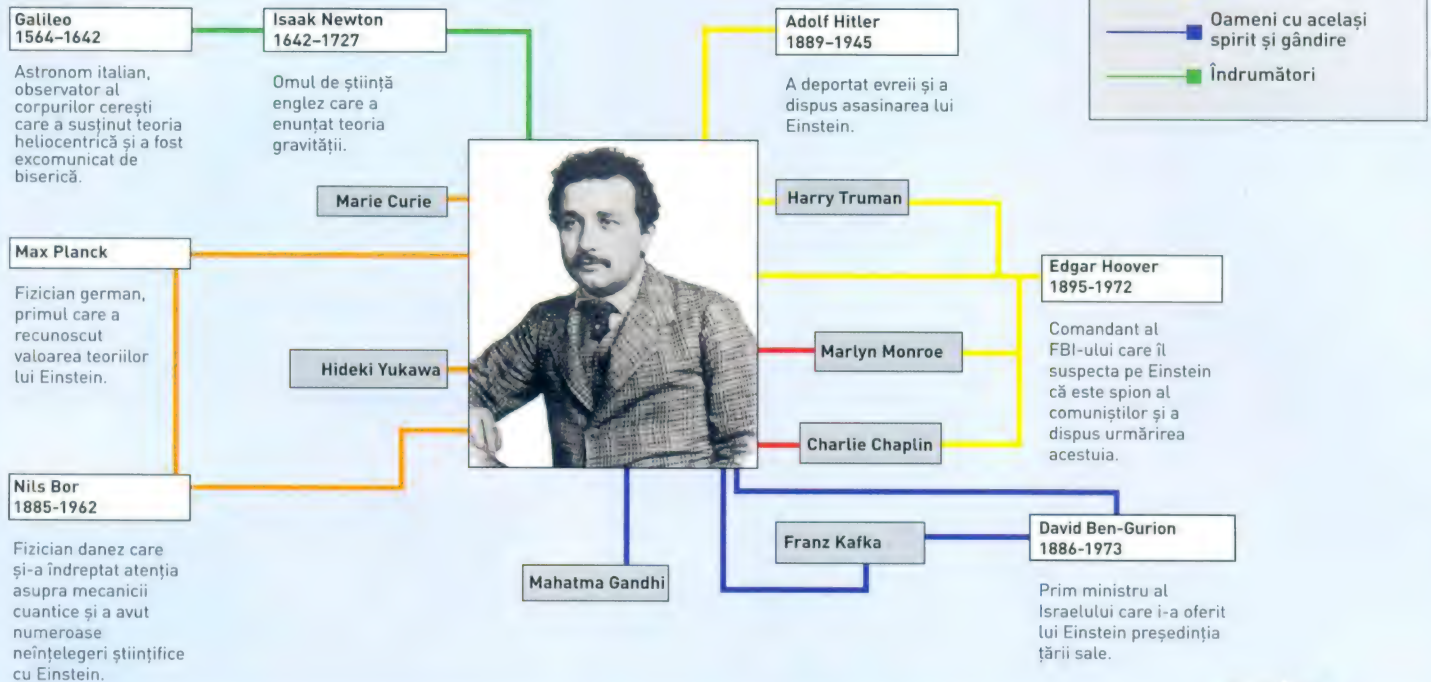 Galileo
1564–1642
Astronom italian,
observator al
corpurilor cerești
care a susținut teoria
heliocentrică și a fost
excomunicat de
biserică.
Isaak Newton
1642–1727
Omul de știință
englez care a
enunțat teoria
gravității.
Adolf Hitler
1889–1945
A deportat evreii și a
dispus asasinarea lui
Einstein.
Oameni cu același
spirit și gândire
Îndrumători
Marie Curie
Harry Truman
Max Planck
Fizician german,
primul care a
recunoscut
valoarea teoriilor
lui Einstein.
Edgar Hoover
1895-1972
Comandant al
FBI-ului care îl
suspecta pe Einstein
că este spion al
comuniștilor și a
dispus urmărirea
acestuia.
Hideki Yukawa
Marlyn Monroe
Charlie Chaplin
Nils Bor
1885-1962
Fizician danez care
și-a îndreptat atenția
asupra mecanicii
cuantice și a avut
numeroase
neînțelegeri științifice
cu Einstein.
Mahatma Gandhi
Franz Kafka
David Ben-Gurion
1886-1973
Prim ministru al
Israelului care i-a oferit
lui Einstein președinția
țării sale.